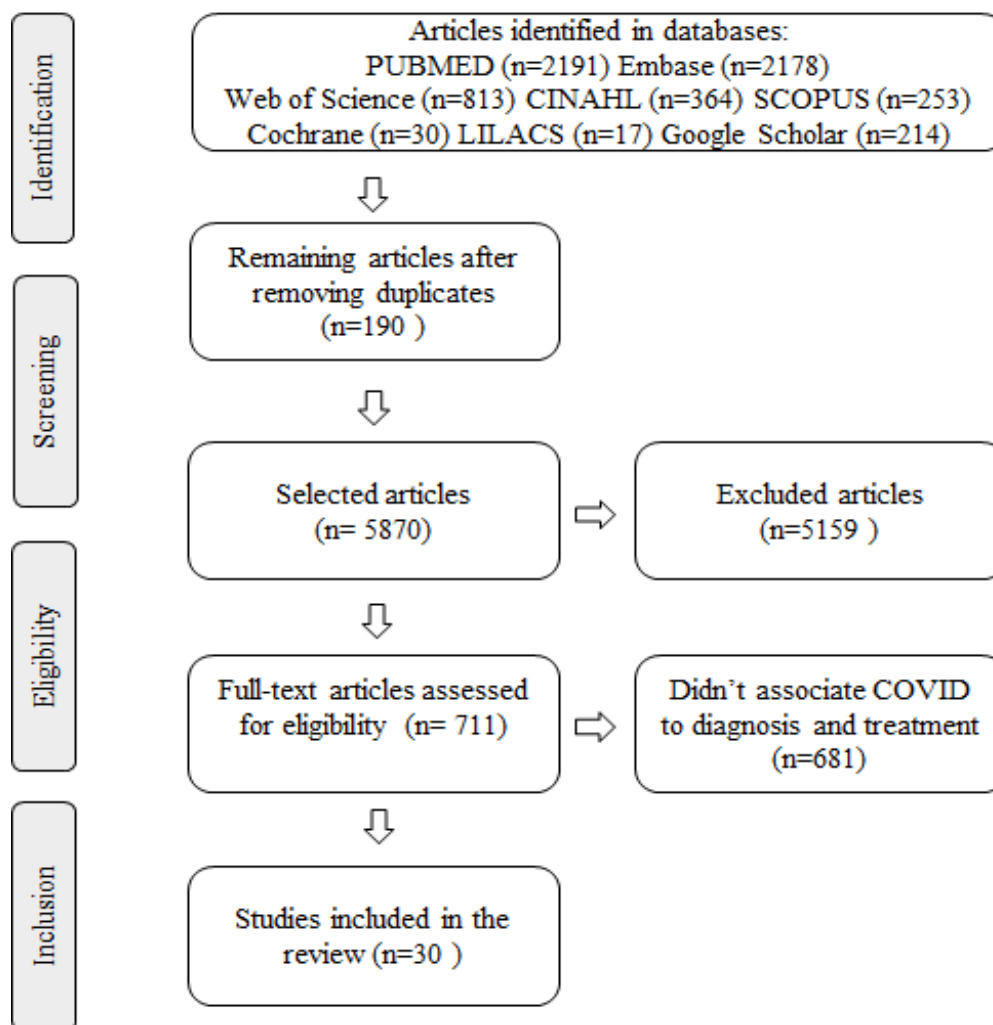 Identification
Articles identified in databases:
PUBMED (n=2191) Embase (n=2178)
Web of Science (n=813) CINAHL (n=364) SCOPUS (n=253)
Cochrane (n=30) LILACS (n=17) Google Scholar (n=214)
Remaining articles after
removing duplicates
(n=190 )
Screening
Selected articles
(n= 5870)
Excluded articles
(n=5159 )
Eligibility
Full-text articles assessed
for eligibility (n= 711)
Didn’t associate COVID
to diagnosis and treatment
(n=681)
Inclusion
Studies included in the
review (n=30 )